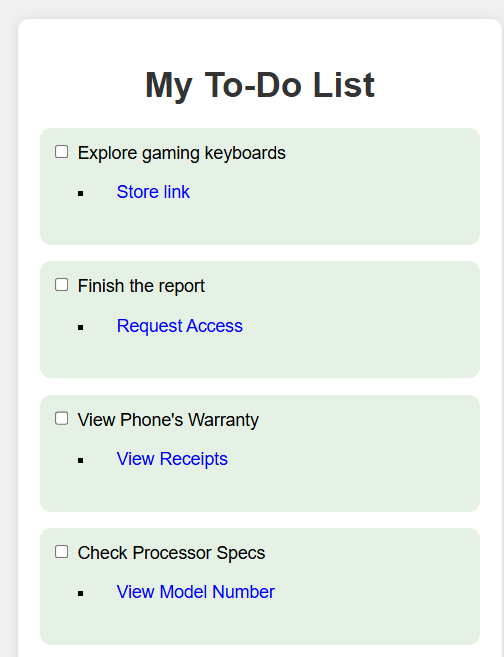 My To-Do List
Explore gaming keyboards
Store link
Finish the report
Request Access
View Phone's Warranty
View Receipts
Check Processor Specs
View Model Number